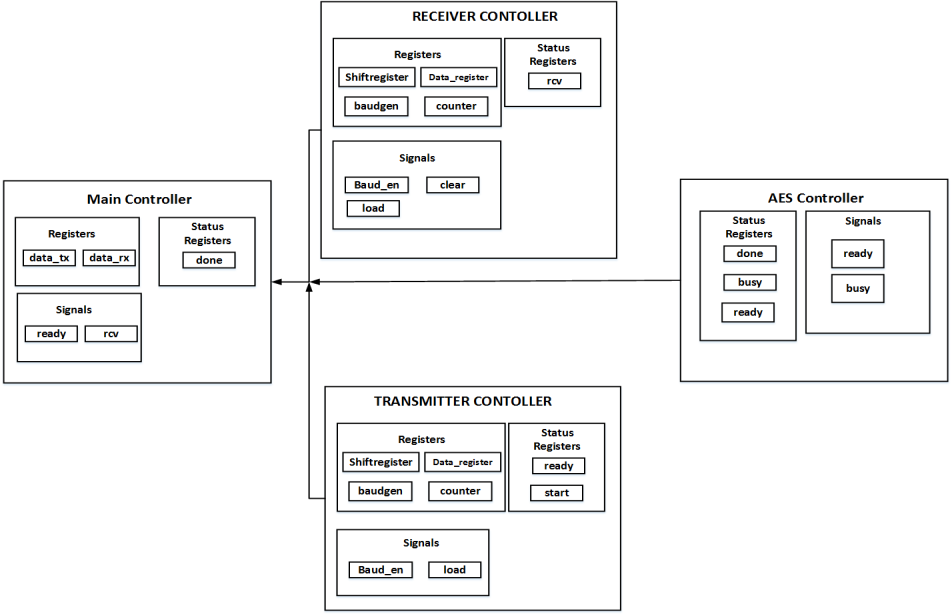 RECEIVER CONTOLLER
Registers
Shiftregister
Data_register
baudgen
counter
Status
Registers
rcv
Signals
Baud_en
clear
load
Main Controller
Registers
data_tx
data_rx
Status
Registers
done
Signals
ready
rcv
AES Controller
Status
Registers
done
busy
ready
Signals
ready
busy
TRANSMITTER CONTOLLER
Registers
Shiftregister
Data_register
baudgen
counter
Status
Registers
ready
start
Signals
Baud_en
load